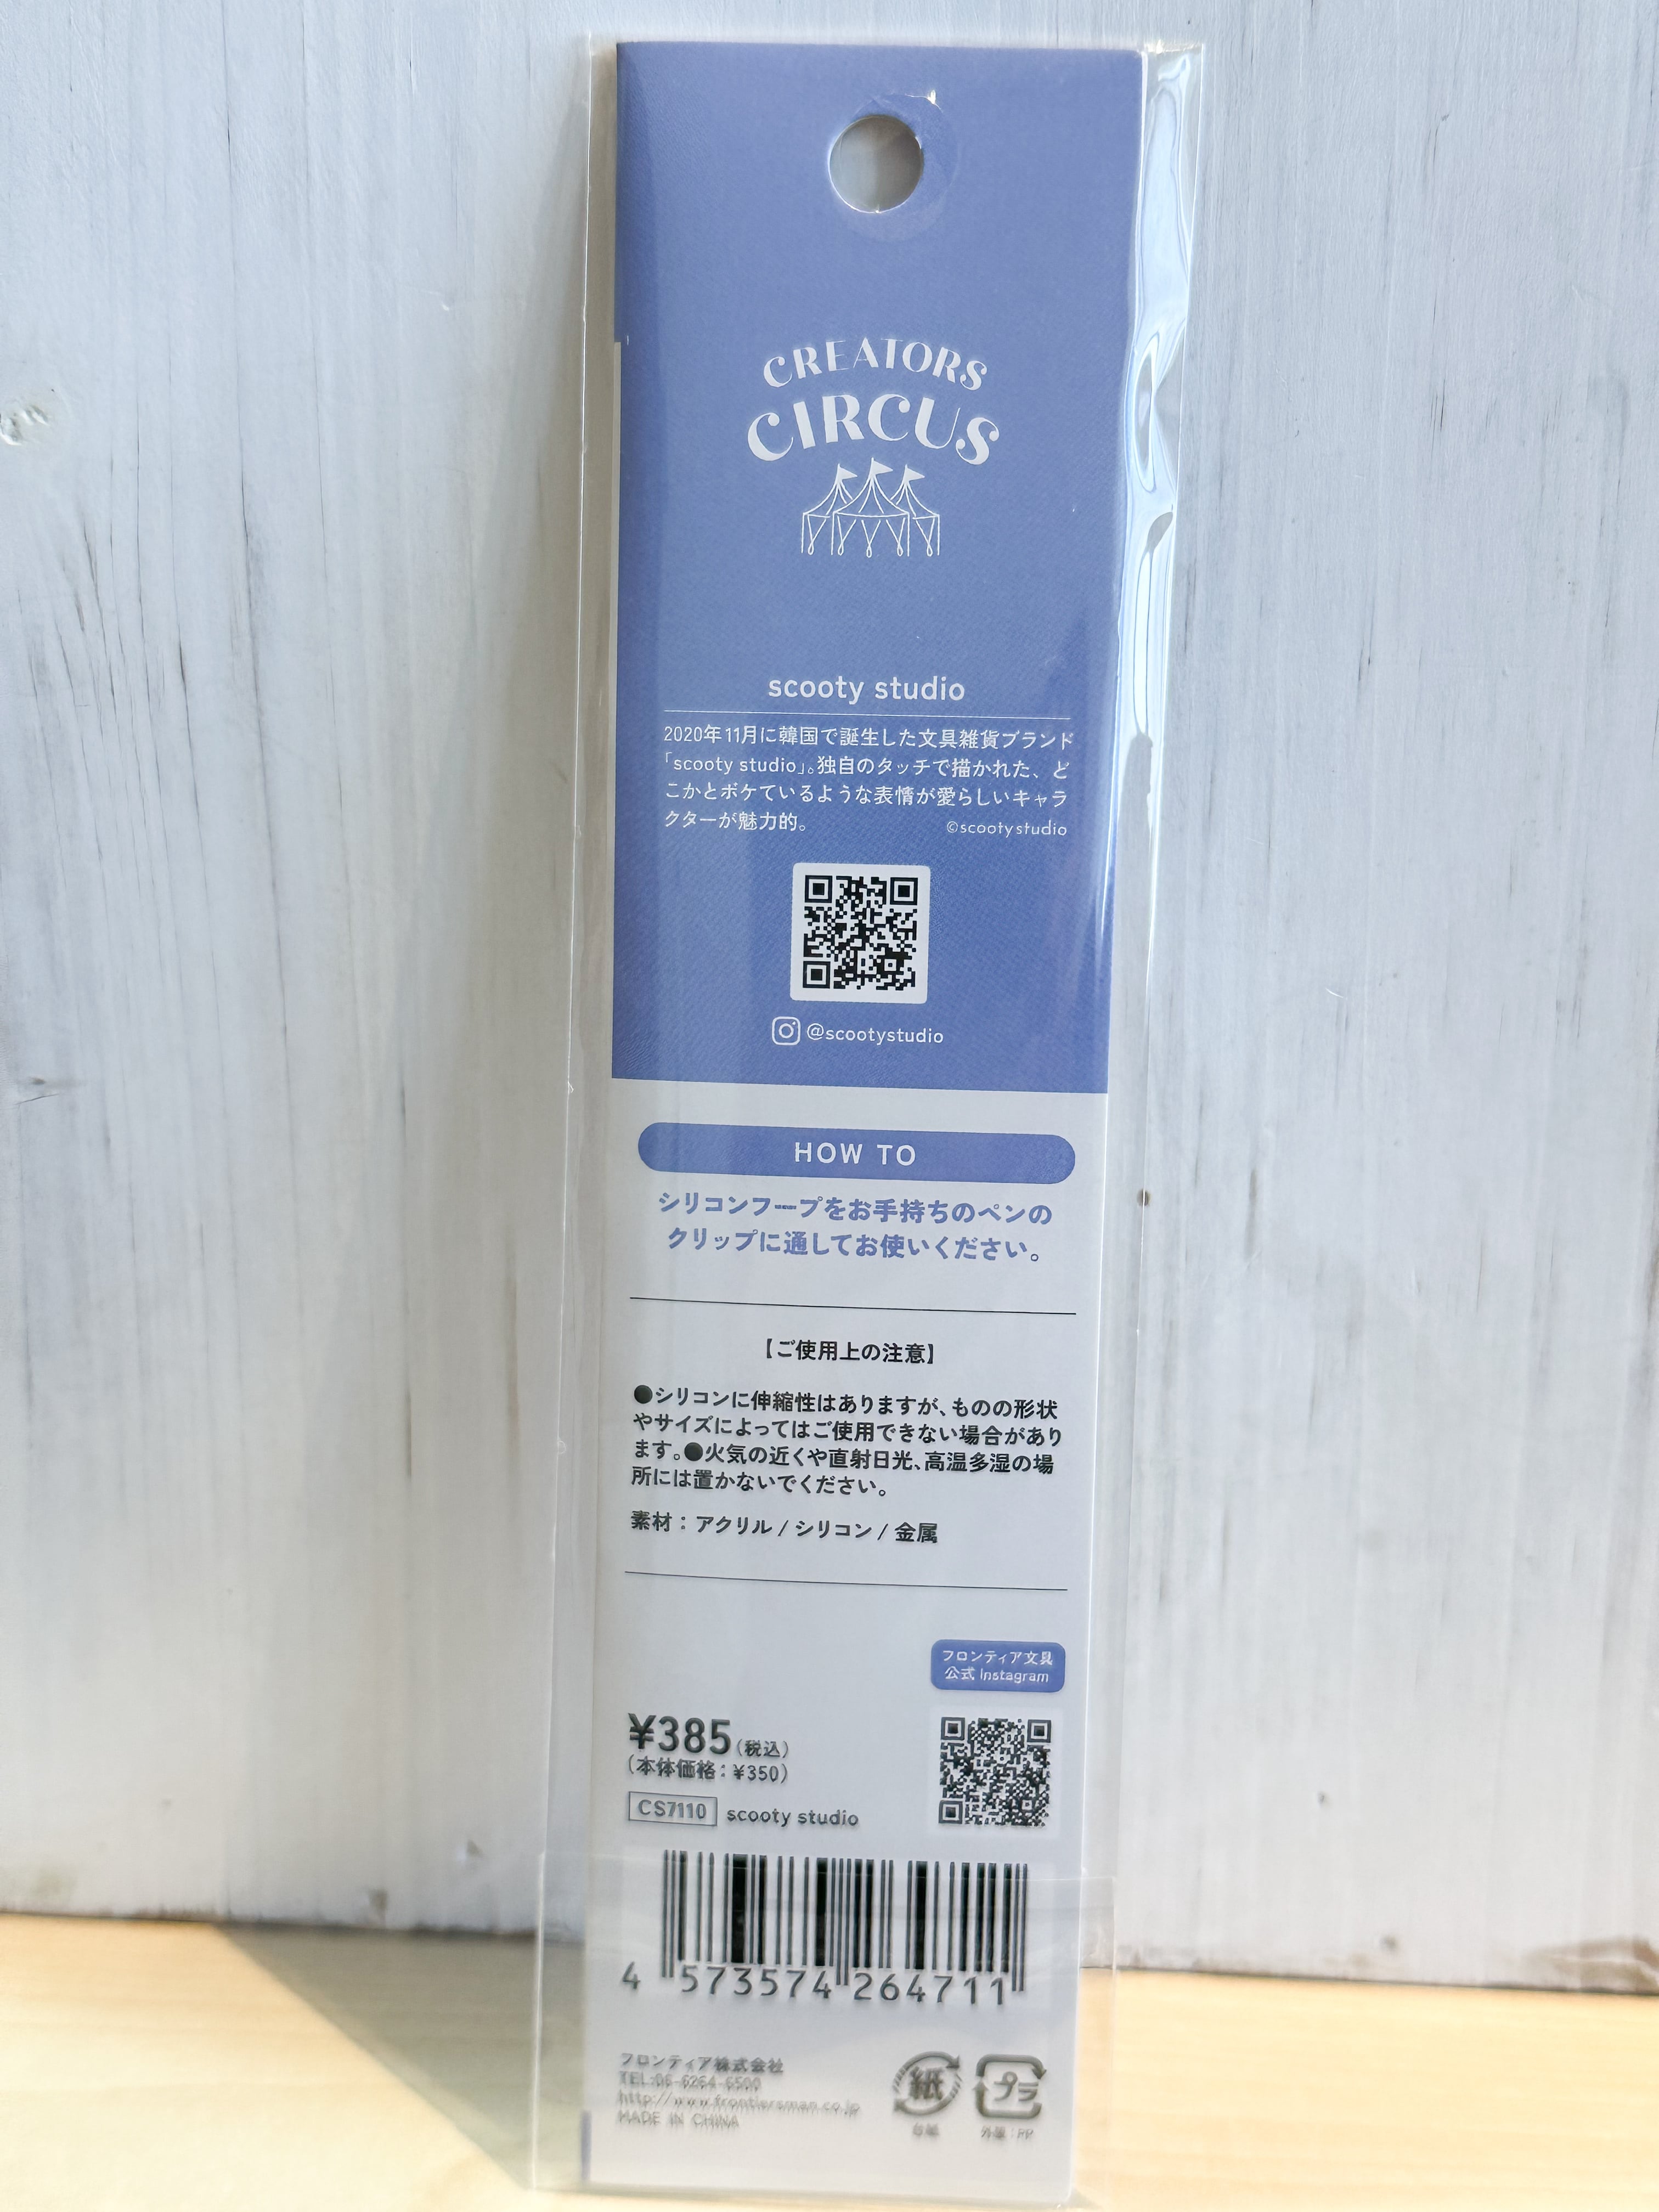 CREATORS
CIRCUS
scooty studio
2020年11月に韓国で誕生した文具雑貨ブランド
「scooty studio」。独自のタッチで描かれた、ど
こかとボケているような表情が愛らしいキャラ
クターが魅力的。
©scootystudio
@scootystudio
HOW TO
シリコンフープをお手持ちのペンの
クリップに通してお使いください。
【ご使用上の注意】
●シリコンに伸縮性はありますが、ものの形状
やサイズによってはご使用できない場合があり
ます。●火気の近くや直射日光、高温多湿の場
所には置かないでください。
素材：アクリル / シリコン / 金属
フロンティア文具
公式 Instagram
¥385(税込)
(本体価格：¥350)
CS7110 scooty studio
4 573574 264711
フロンティア株式会社
TEL:06-6264-6500
http://www.frontiersman.co.jp
MADE IN CHINA
紙
プラ
台紙
外装：PP